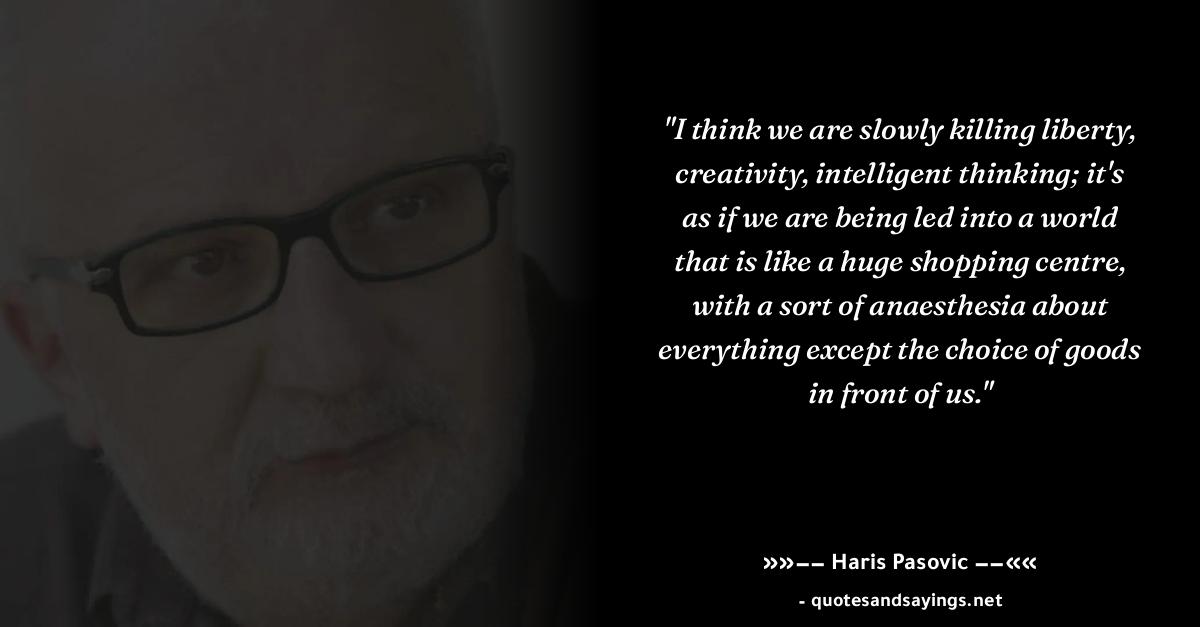 "I think we are slowly killing liberty,
creativity, intelligent thinking; it's
as if we are being led into a world
that is like a huge shopping centre,
with a sort of anaesthesia about
everything except the choice of goods
in front of us."
»»−− Haris Pasovic −−««
- quotesandsayings.net